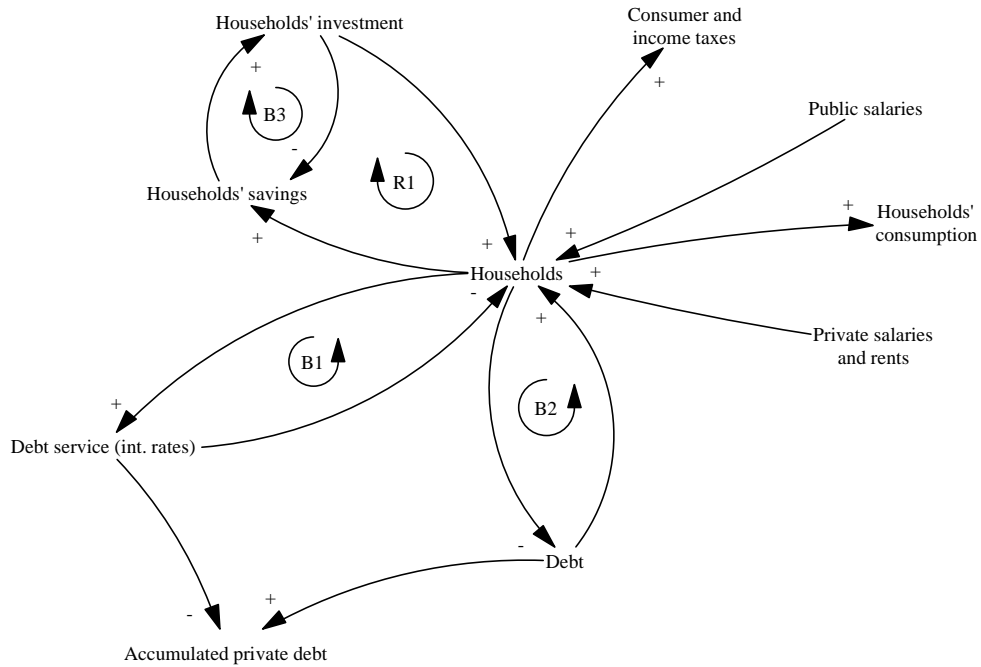 Households' investment
Consumer and
income taxes
+
+
B3
Public salaries
-
R1
Households' savings
+
Households'
consumption
+
+
+
Households
+
-
+
Private salaries
and rents
B1
+
B2
Debt service (int. rates)
-
Debt
+
-
Accumulated private debt